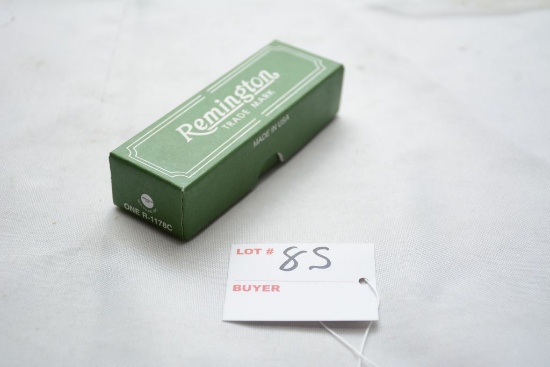 Remington
TRADE MARK
MADE IN USA
ONE R-1178C
LOT # 85
BUYER